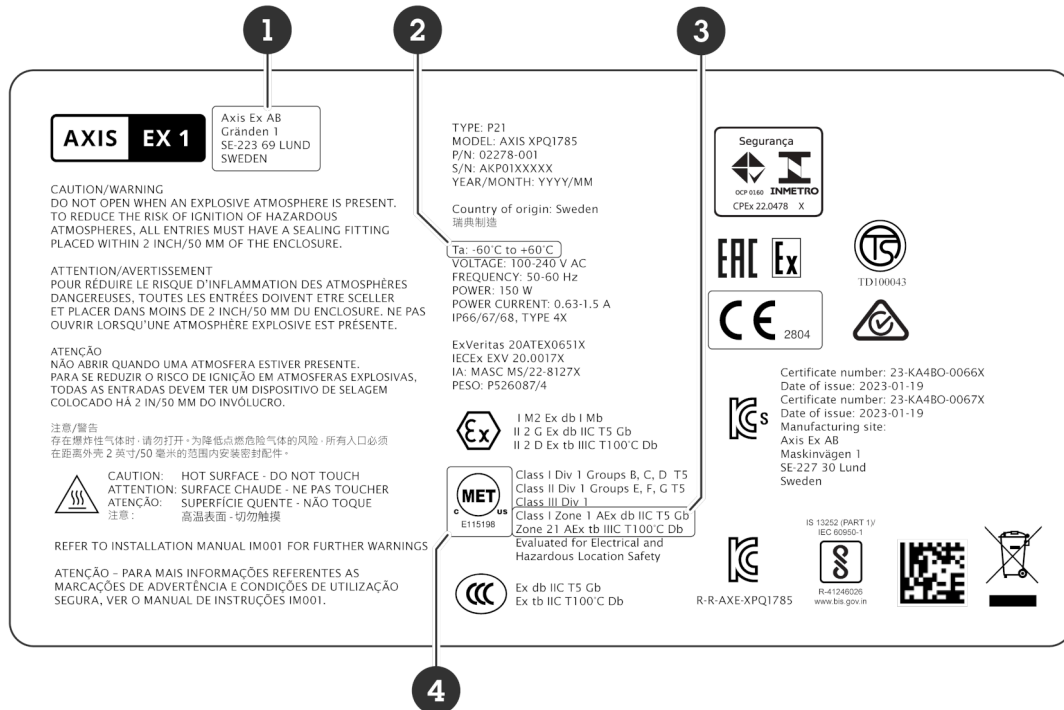 1
2
3
AXIS EX 1
Axis Ex AB
Gränden 1
SE-223 69 LUND
SWEDEN
CAUTION/WARNING
DO NOT OPEN WHEN AN EXPLOSIVE ATMOSPHERE IS PRESENT.
TO REDUCE THE RISK OF IGNITION OF HAZARDOUS
ATMOSPHERES, ALL ENTRIES MUST HAVE A SEALING FITTING
PLACED WITHIN 2 INCH/50 MM OF THE ENCLOSURE.
ATTENTION/AVERTISSEMENT
POUR RÉDUIRE LE RISQUE D'INFLAMMATION DES ATMOSPHÈRES
DANGEREUSES, TOUTES LES ENTRÉES DOIVENT ETRE SCELLER
ET PLACER DANS MOINS DE 2 INCH/50 MM DU ENCLOSURE. NE PAS
OUVRIR LORSQU'UNE ATMOSPHÈRE EXPLOSIVE EST PRÉSENTE.
ATENÇÃO
NÃO ABRIR QUANDO UMA ATMOSFERA ESTIVER PRESENTE.
PARA SE REDUZIR O RISCO DE IGNIÇÃO EM ATMOSFERAS EXPLOSIVAS,
TODAS AS ENTRADAS DEVEM TER UM DISPOSITIVO DE SELAGEM
COLOCADO HÁ 2 IN/50 MM DO INVÓLUCRO.
注意/警告
存在爆炸性气体时,请勿打开。为降低点燃危险气体的风险,所有入口必须
在距离外壳 2 英寸/50 毫米的范围内安装密封配件。
CAUTION: HOT SURFACE - DO NOT TOUCH
ATTENTION: SURFACE CHAUDE - NE PAS TOUCHER
ATENÇÃO: SUPERFÍCIE QUENTE - NÃO TOQUE
注意: 高温表面 - 切勿触摸
REFER TO INSTALLATION MANUAL IM001 FOR FURTHER WARNINGS
ATENÇÃO – PARA MAIS INFORMAÇÕES REFERENTES AS
MARCAÇÕES DE ADVERTÊNCIA E CONDIÇÕES DE UTILIZAÇÃO
SEGURA, VER O MANUAL DE INSTRUÇÕES IM001.
TYPE: P21
MODEL: AXIS XPQ1785
P/N: 02278-001
S/N: AKP01XXXXX
YEAR/MONTH: YYYY/MM
Country of origin: Sweden
瑞典制造
Ta: -60°C to +60°C
VOLTAGE: 100-240 V AC
FREQUENCY: 50-60 Hz
POWER: 150 W
POWER CURRENT: 0.63-1.5 A
IP66/67/68, TYPE 4X
ExVeritas 20ATEX0651X
IECEx EXV 20.0017X
IA: MASC MS/22-8127X
PESO: P526087/4
Ex
I M2 Ex db I Mb
II 2 G Ex db IIC T5 Gb
II 2 D Ex tb IIIC T100°C Db
C MET US
E115198
Class I Div 1 Groups B, C, D T5
Class II Div 1 Groups E, F, G T5
Class III Div 1
Class I Zone 1 AEx db IIC T5 Gb
Zone 21 AEx tb IIIC T100°C Db
Evaluated for Electrical and
Hazardous Location Safety
CCC
Ex db IIC T5 Gb
Ex tb IIC T100°C Db
Segurança
OCP 0160 INMETRO
CPEx 22.0478 X
EAC Ex
TS
TD100043
CE 2804
KC s
Certificate number: 23-KA4BO-0066X
Date of issue: 2023-01-19
Certificate number: 23-KA4BO-0067X
Date of issue: 2023-01-19
Manufacturing site:
Axis Ex AB
Maskinvägen 1
SE-227 30 Lund
Sweden
KC
R-R-AXE-XPQ1785
IS 13252 (PART 1)/
IEC 60950-1
R-41246026
www.bis.gov.in
4